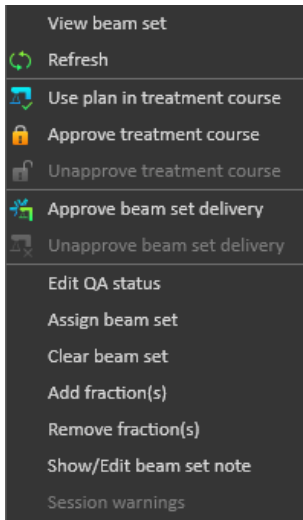 View beam set
Refresh
Use plan in treatment course
Approve treatment course
Unapprove treatment course
Approve beam set delivery
Unapprove beam set delivery
Edit QA status
Assign beam set
Clear beam set
Add fraction(s)
Remove fraction(s)
Show/Edit beam set note
Session warnings